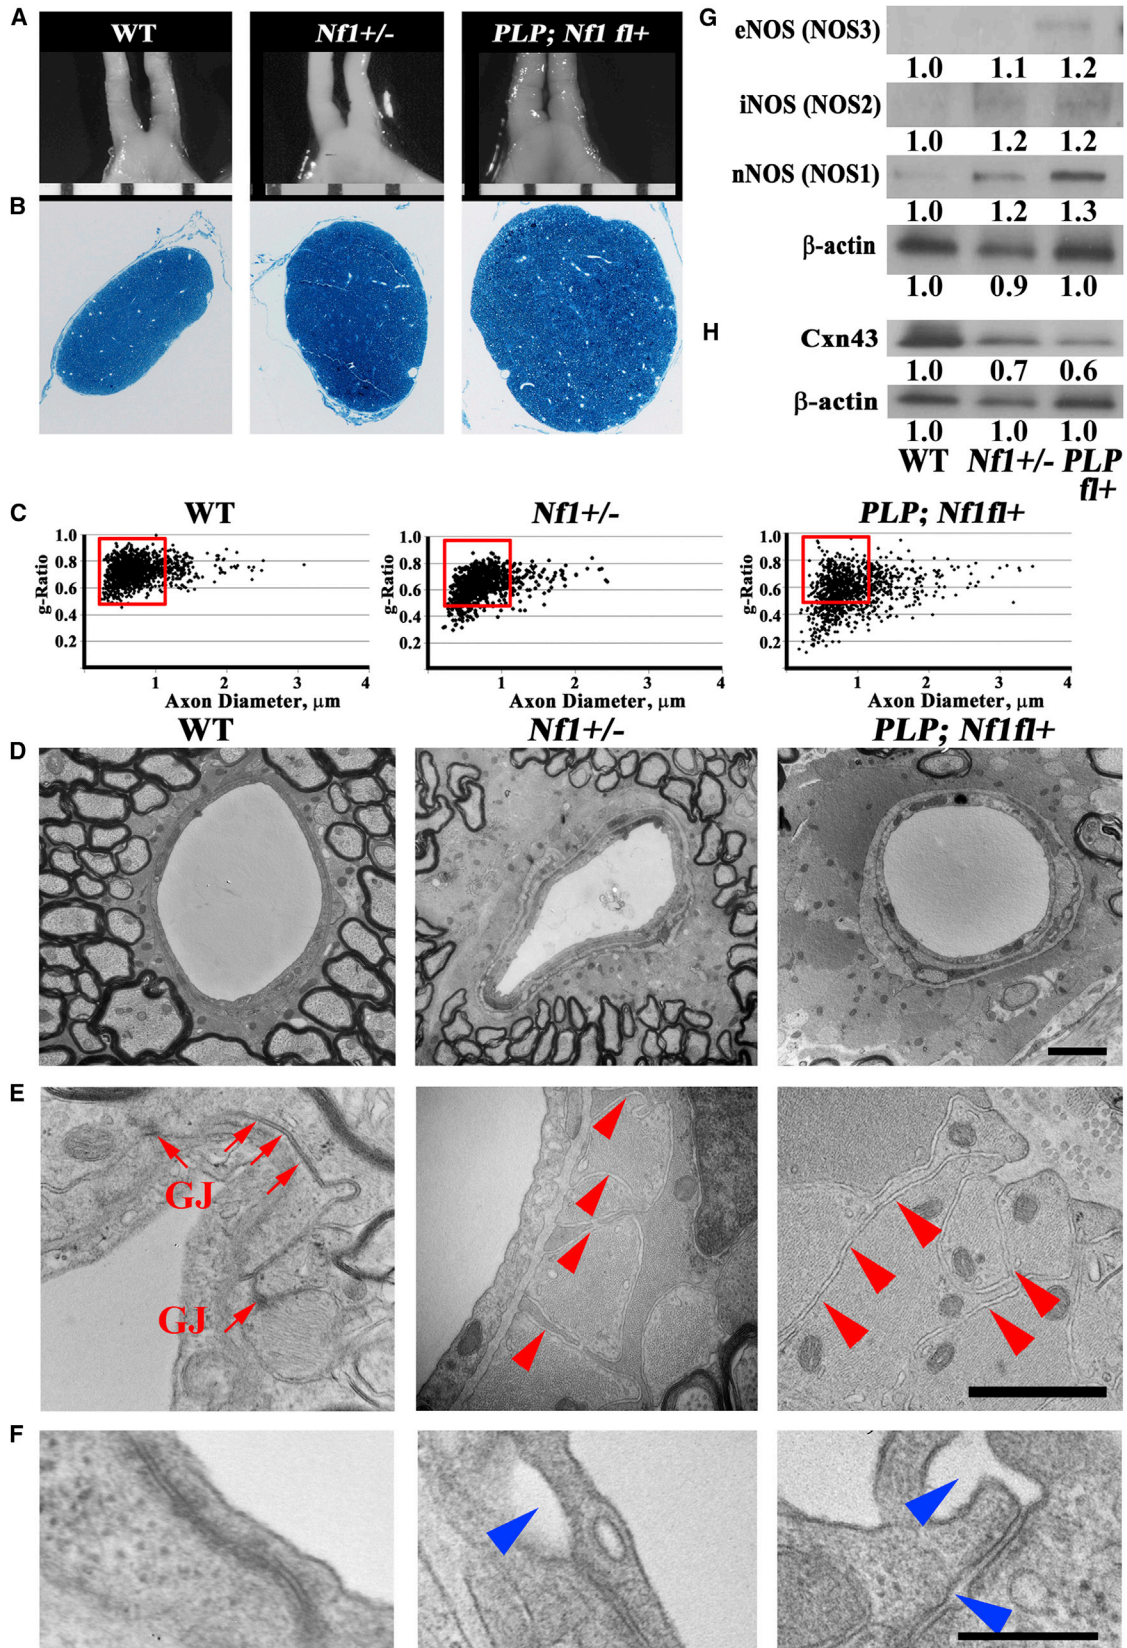 A
WT
Nf1+/-
PLP; Nf1 fl+
B
G
eNOS (NOS3)
1.0 1.1 1.2
iNOS (NOS2)
1.0 1.2 1.2
nNOS (NOS1)
1.0 1.2 1.3
β-actin
1.0 0.9 1.0
H
Cxn43
1.0 0.7 0.6
β-actin
1.0 1.0 1.0
WT Nf1+/- PLP
fl+
C
WT
g-Ratio
1.0
0.8
0.6
0.4
0.2
1 2 3 4
Axon Diameter, μm
Nf1+/-
g-Ratio
1.0
0.8
0.6
0.4
0.2
1 2 3 4
Axon Diameter, μm
PLP; Nf1fl+
g-Ratio
1.0
0.8
0.6
0.4
0.2
1 2 3 4
Axon Diameter, μm
D
WT
Nf1+/-
PLP; Nf1fl+
E
GJ
GJ
F